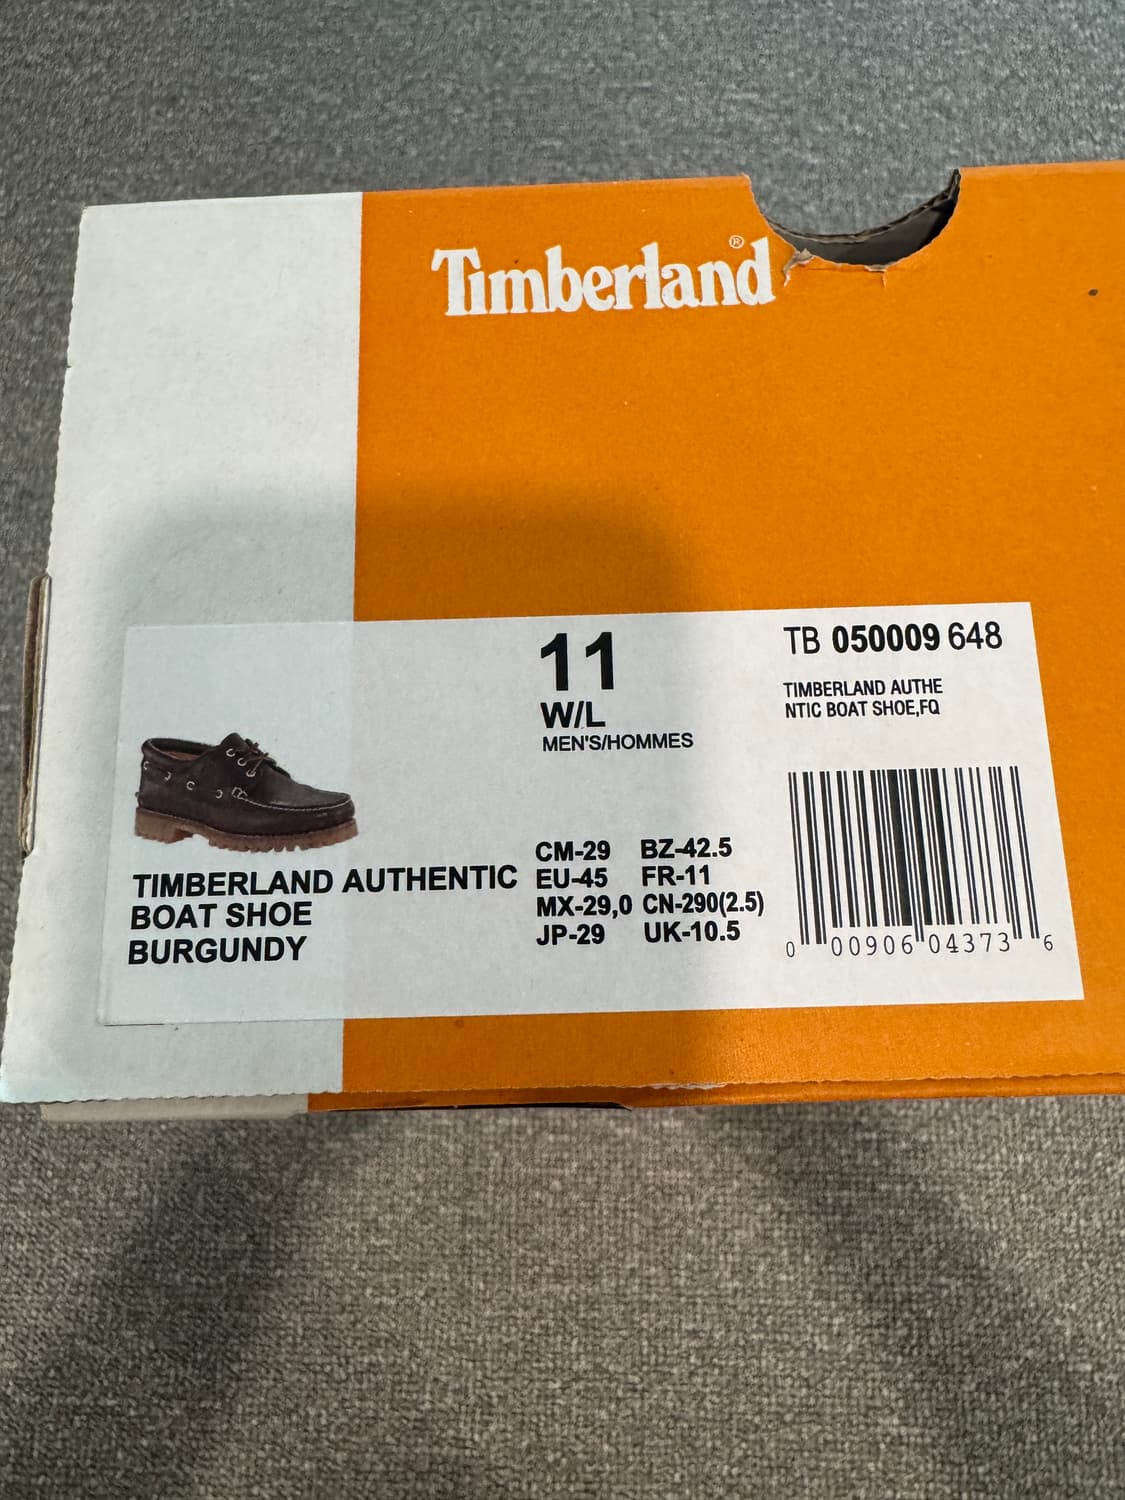 Timberland®
11
W/L
MEN'S/HOMMES
TB 050009 648
TIMBERLAND AUTHE
NTIC BOAT SHOE,FQ
TIMBERLAND AUTHENTIC
BOAT SHOE
BURGUNDY
CM-29 BZ-42.5
EU-45 FR-11
MX-29,0 CN-290(2.5)
JP-29 UK-10.5
0 00906 04373 6